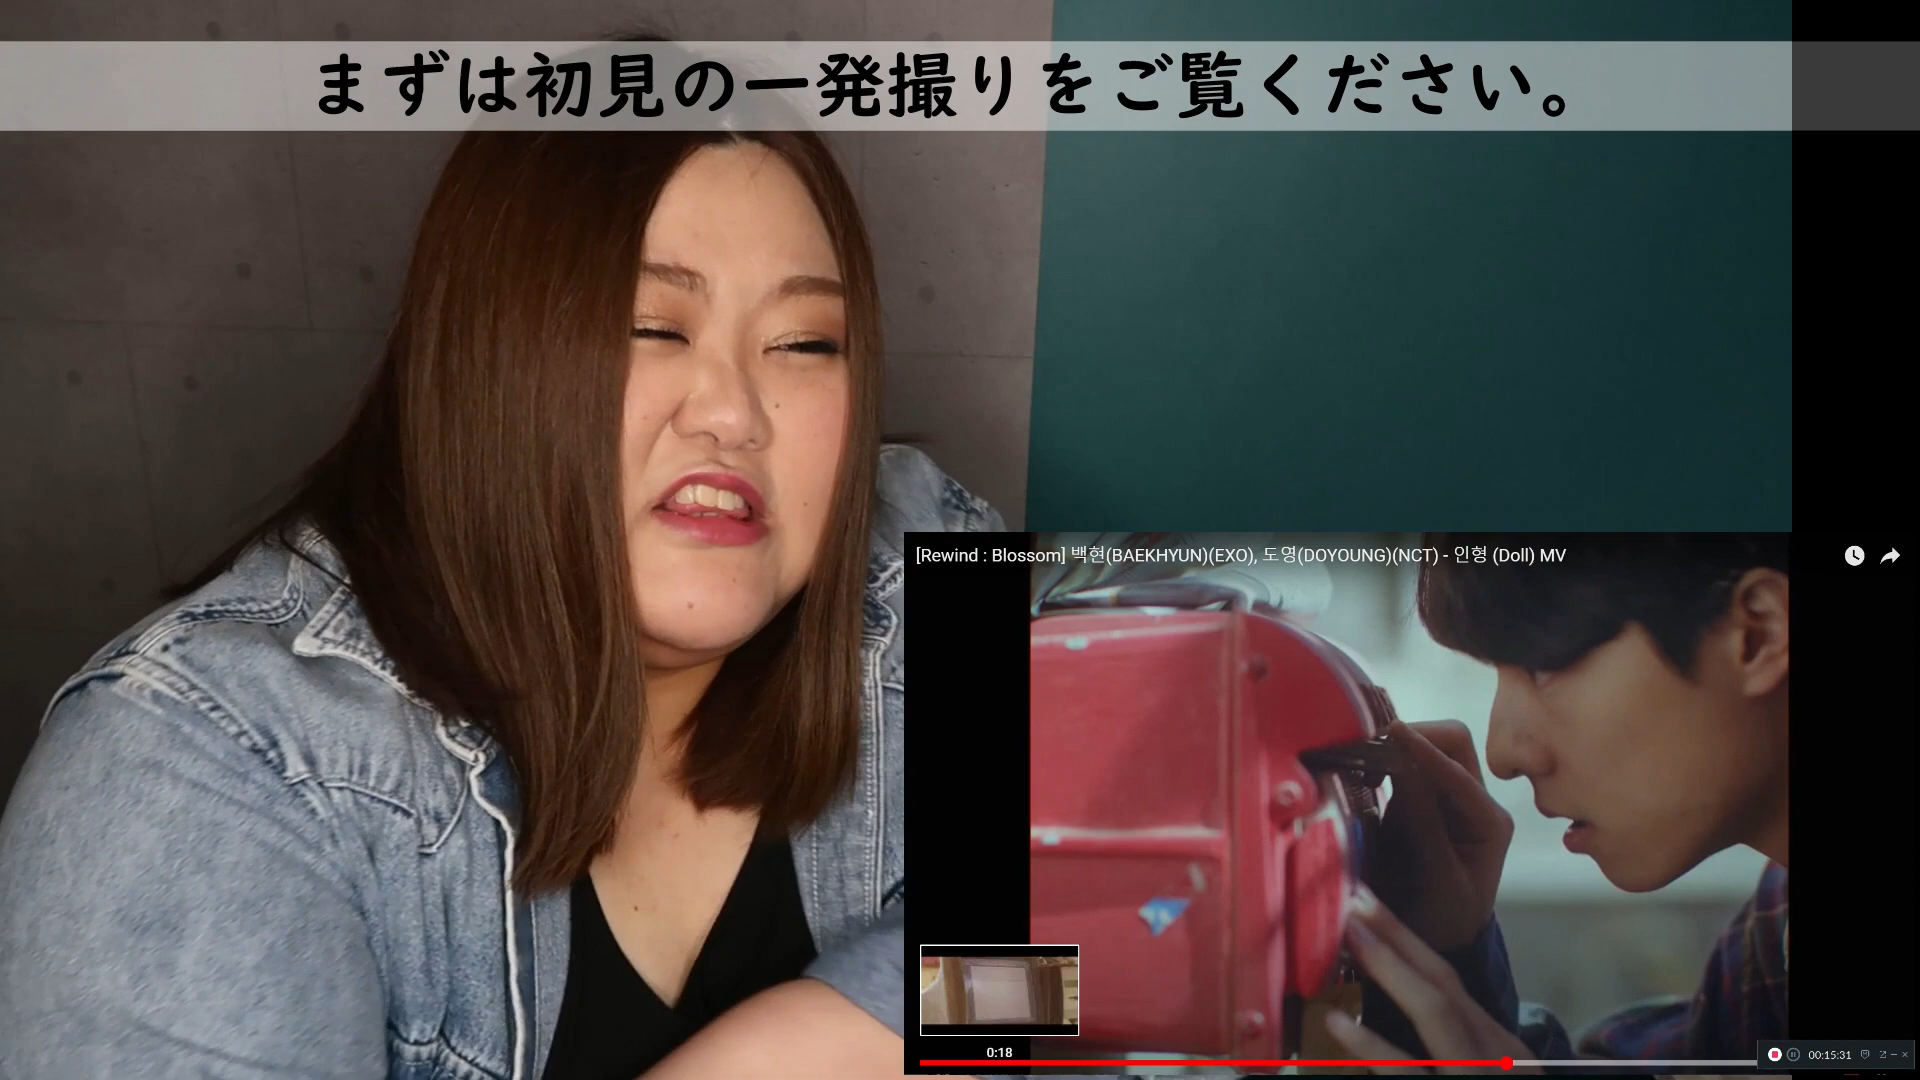 まずは初見の一発撮りをご覧ください。
[Rewind : Blossom] 백현(BAEKHYUN)(EXO), 도영(DOYOUNG)(NCT) - 인형 (Doll) MV
0:18
00:15:31